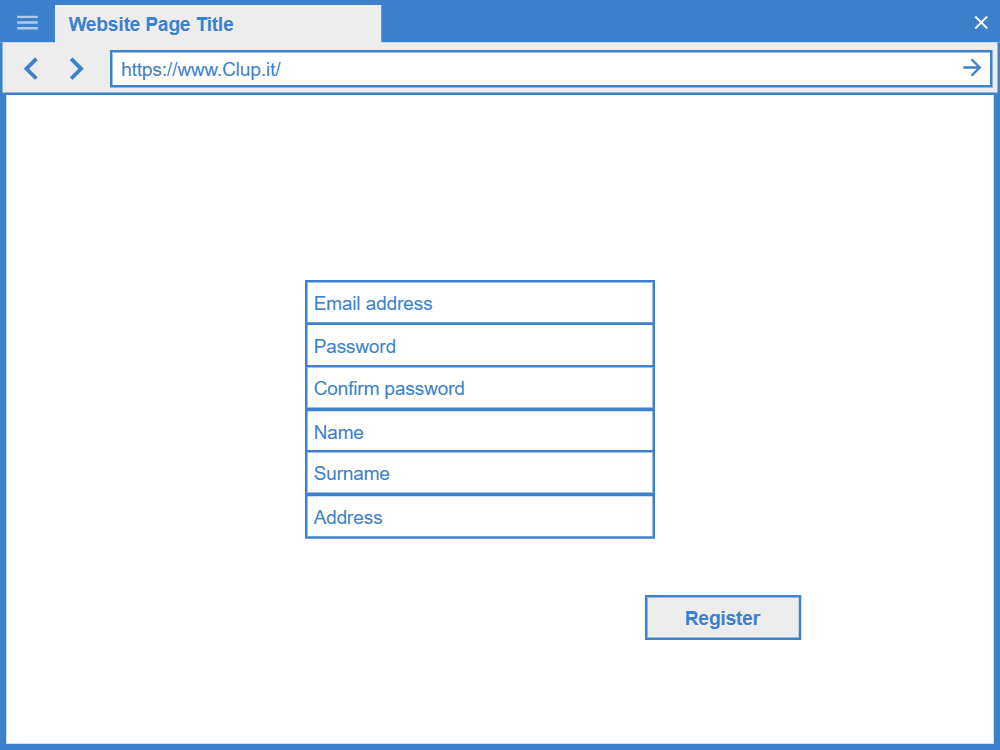 Website Page Title
https://www.Clup.it/
Email address
Password
Confirm password
Name
Surname
Address
Register